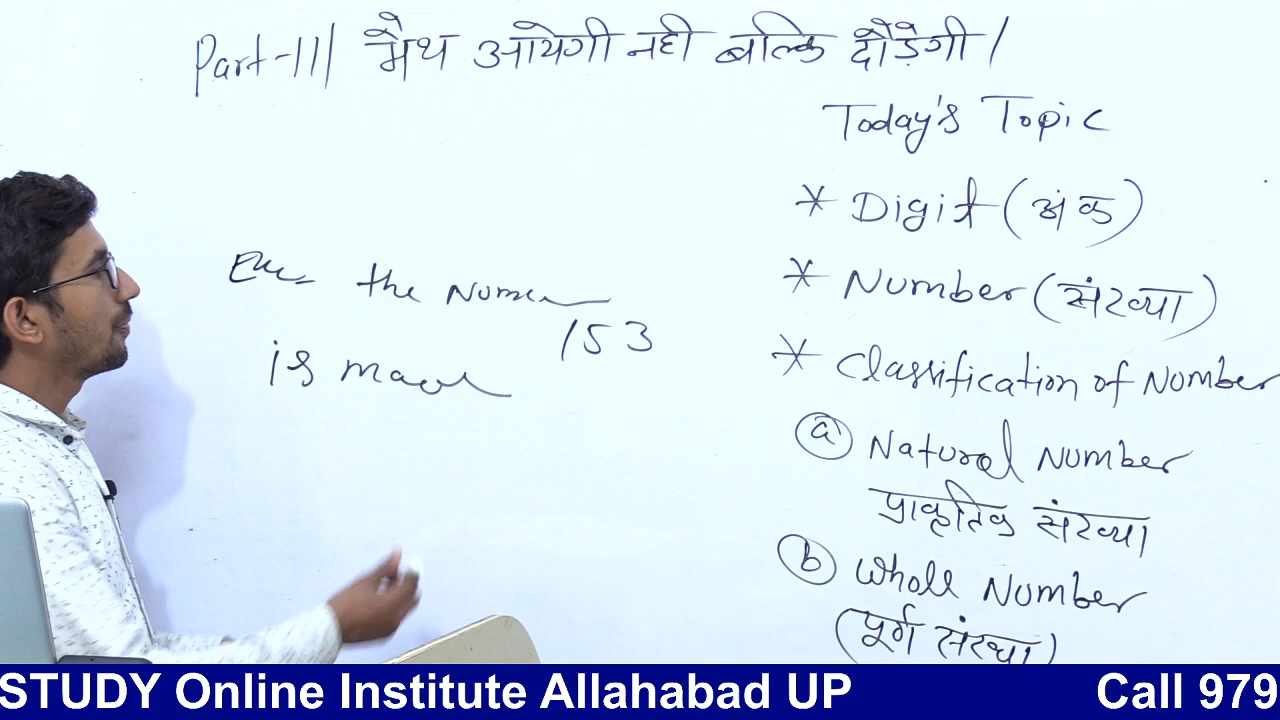 Part-III मैथ आयेगी नही बल्कि दौड़ेगी।
Today's Topic
* Digit (अंक)
* Number (संख्या)
* Classification of Number
(a) Natural Number
प्राकृतिक संख्या
(b) Whole Number
(पूर्ण संख्या)
the
153
is
STUDY Online Institute Allahabad UP Call 979